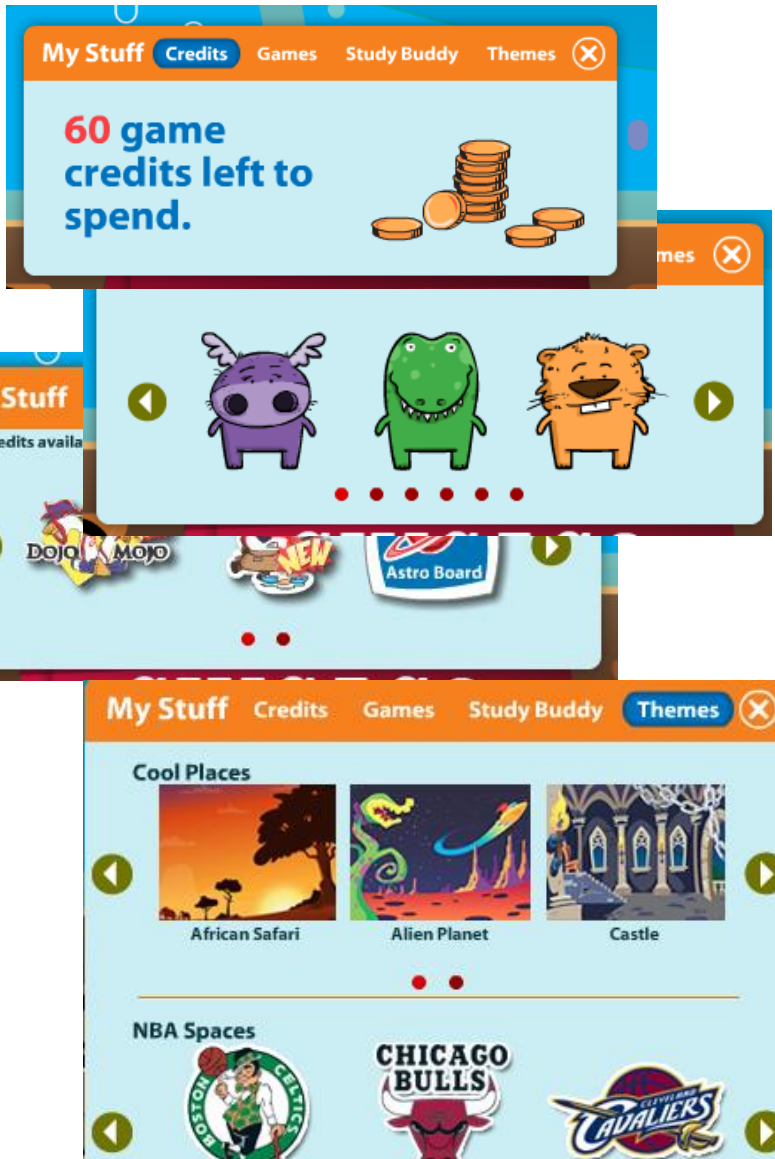 My Stuff Credits Games Study Buddy Themes
60 game
credits left to
spend.
mes
Stuff
edits availa
DOJO MOJO
NEW
Astro Board
My Stuff Credits Games Study Buddy Themes
Cool Places
African Safari Alien Planet Castle
NBA Spaces
BOSTON CELTICS
CHICAGO
BULLS
CLEVELAND
CAVALIERS